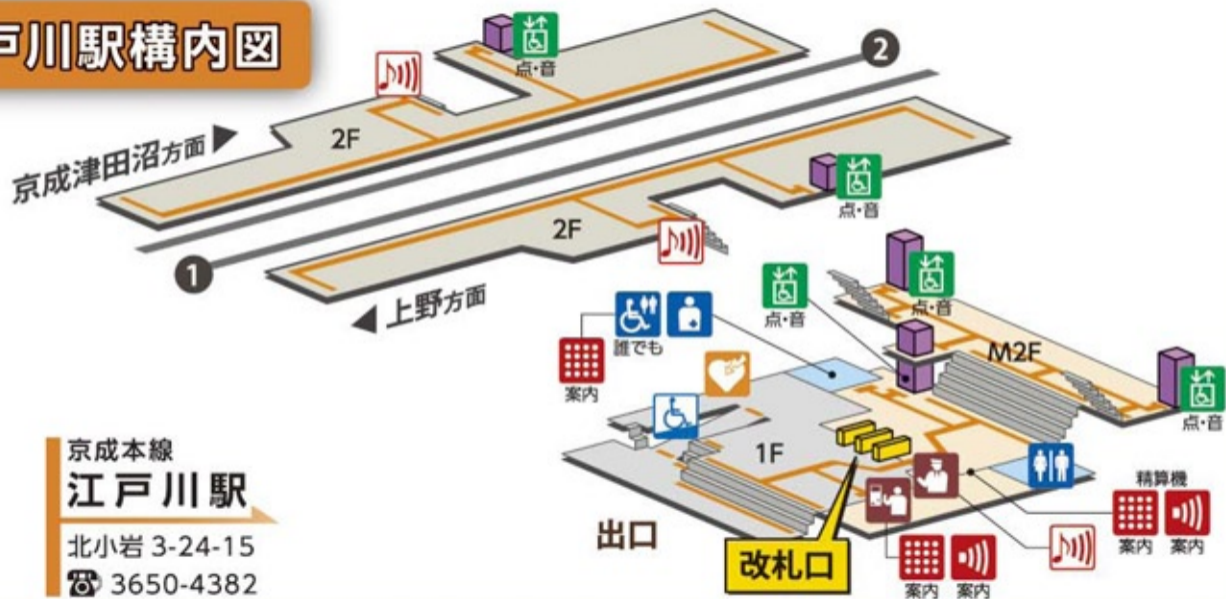 戸川駅構内図
2
点・音
京成津田沼方面
2F
点・音
2F
1
上野方面
点・音
点・音
誰でも
案内
M2F
点・音
1F
京成本線
江戸川駅
北小岩 3-24-15
☎ 3650-4382
出口
改札口
精算機
案内 案内
案内 案内